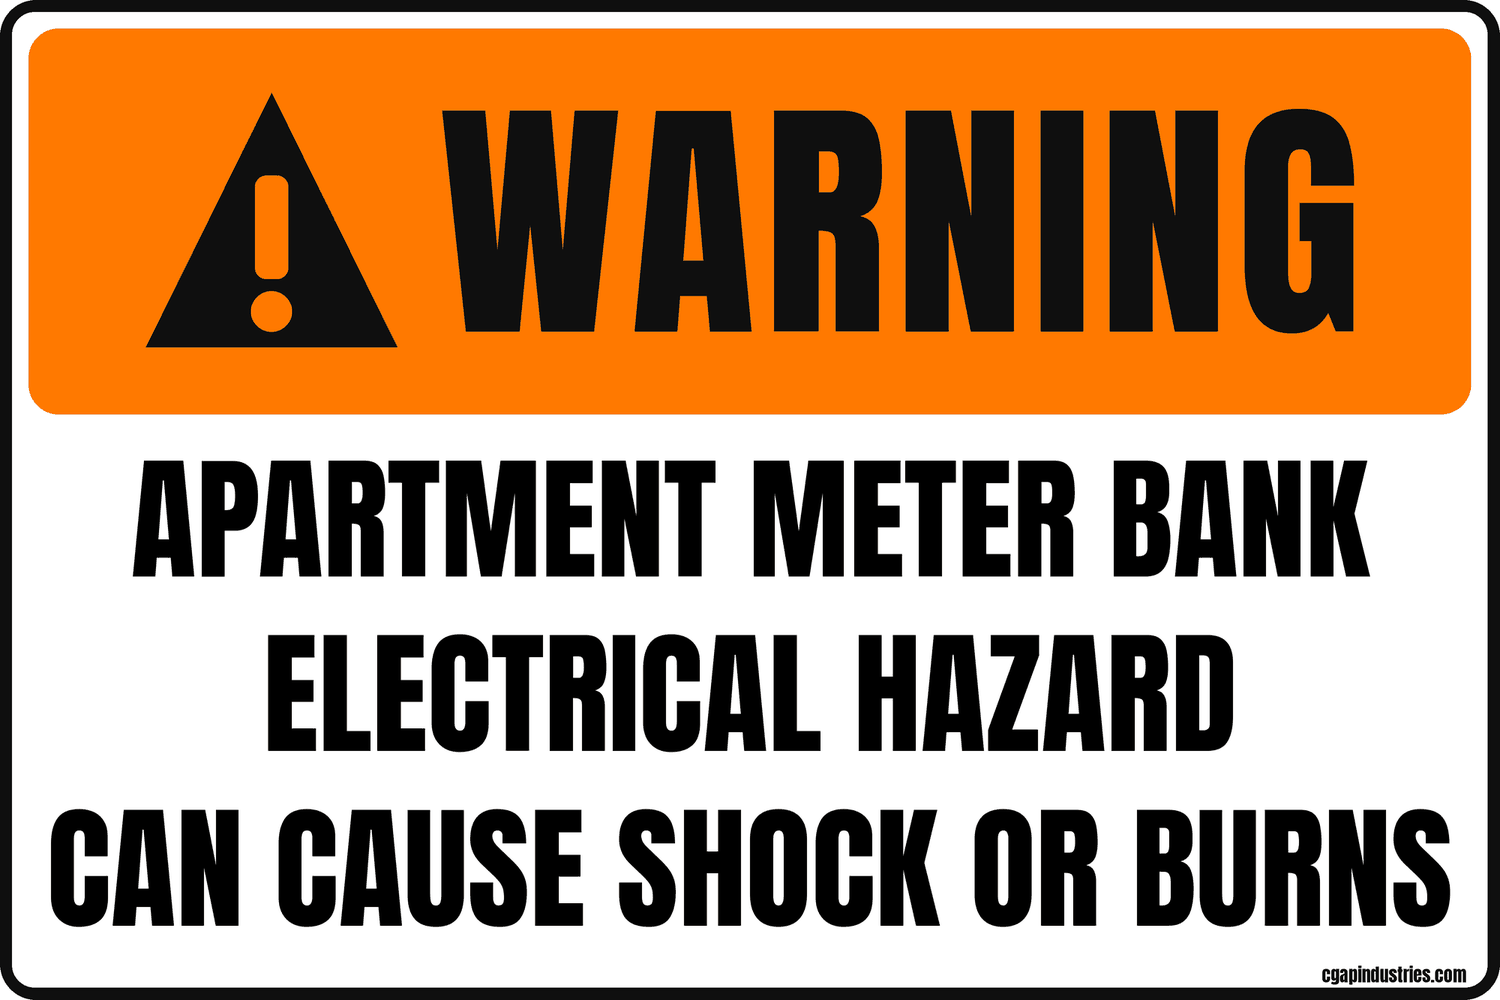 WARNING
APARTMENT METER BANK
ELECTRICAL HAZARD
CAN CAUSE SHOCK OR BURNS
cgapindustries.com